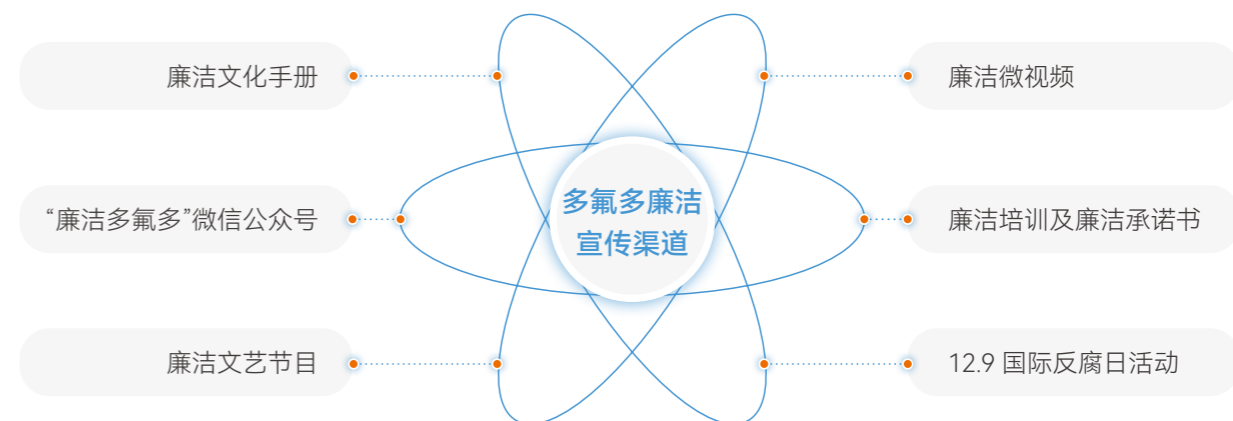 廉洁文化手册
廉洁微视频
“廉洁多氟多”微信公众号
多氟多廉洁
宣传渠道
廉洁培训及廉洁承诺书
廉洁文艺节目
12.9 国际反腐日活动